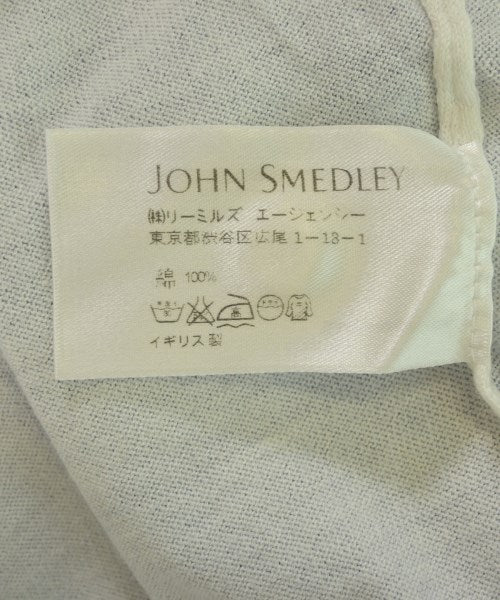 JOHN SMEDLEY
㈱リーミルズ エージェンシー
東京都渋谷区広尾1-13-1
綿 100%
イギリス製